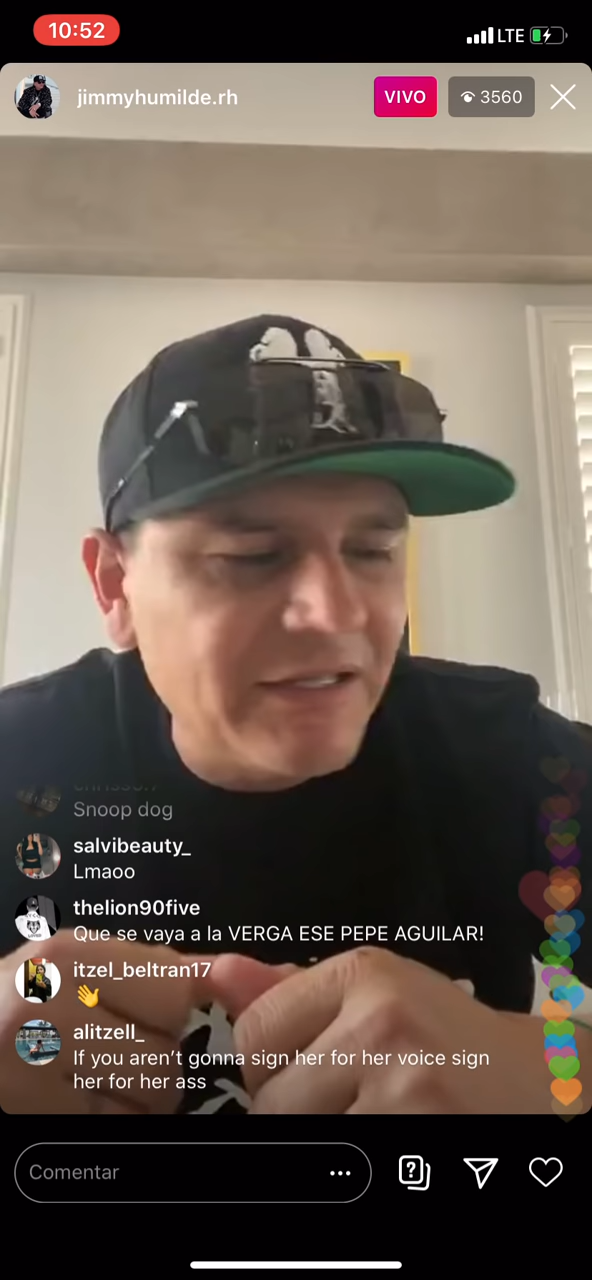 10:52
LTE
jimmyhumilde.rh
VIVO
3560
Snoop dog
salvibeauty_
Lmaoo
thelion90five
Que se vaya a la VERGA ESE PEPE AGUILAR!
itzel_beltran17
👋
alitzell_
If you aren't gonna sign her for her voice sign
her for her ass
Comentar